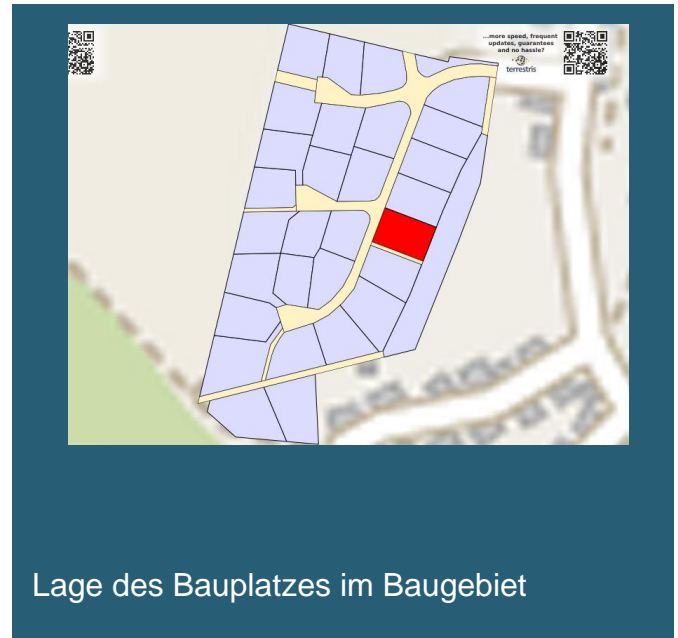 ...more speed, frequent
updates, guarantees
and no hassle?
terrestris
Lage des Bauplatzes im Baugebiet